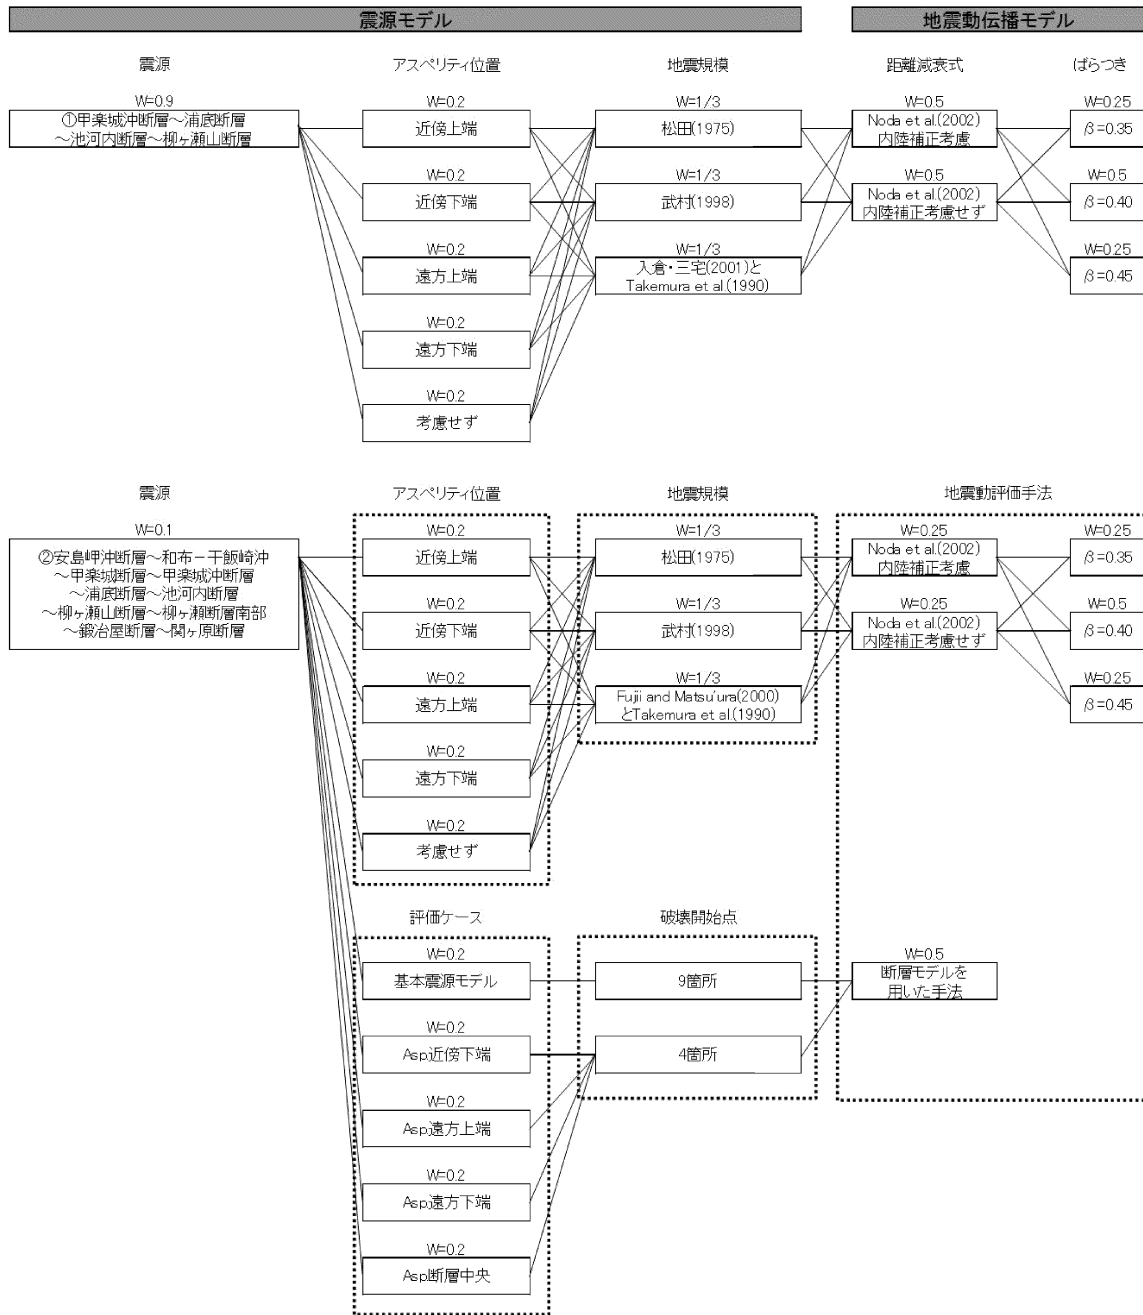 震源モデル
地震動伝播モデル
震源
アスペリティ位置
地震規模
距離減衰式
ばらつき
W=0.9
①甲楽城沖断層～浦底断層
～池河内断層～柳ヶ瀬山断層
W=0.2
近傍上端
W=0.2
近傍下端
W=0.2
遠方上端
W=0.2
遠方下端
W=0.2
考慮せず
W=1/3
松田(1975)
W=1/3
武村(1998)
W=1/3
入倉・三宅(2001)と
Takemura et al.(1990)
W=0.5
Noda et al.(2002)
内陸補正考慮
W=0.5
Noda et al.(2002)
内陸補正考慮せず
W=0.25
β=0.35
W=0.5
β=0.40
W=0.25
β=0.45
震源
アスペリティ位置
地震規模
地震動評価手法
W=0.1
②安島岬沖断層～和布－干飯崎沖
～甲楽城断層～甲楽城沖断層
～浦底断層～池河内断層
～柳ヶ瀬山断層～柳ヶ瀬断層南部
～鍛冶屋断層～関ヶ原断層
W=0.2
近傍上端
W=0.2
近傍下端
W=0.2
遠方上端
W=0.2
遠方下端
W=0.2
考慮せず
W=1/3
松田(1975)
W=1/3
武村(1998)
W=1/3
Fujii and Matsu'ura(2000)
とTakemura et al.(1990)
W=0.25
Noda et al.(2002)
内陸補正考慮
W=0.25
Noda et al.(2002)
内陸補正考慮せず
W=0.25
β=0.35
W=0.5
β=0.40
W=0.25
β=0.45
評価ケース
破壊開始点
W=0.2
基本震源モデル
W=0.2
Asp近傍下端
W=0.2
Asp遠方上端
W=0.2
Asp遠方下端
W=0.2
Asp断層中央
9箇所
4箇所
W=0.5
断層モデルを
用いた手法